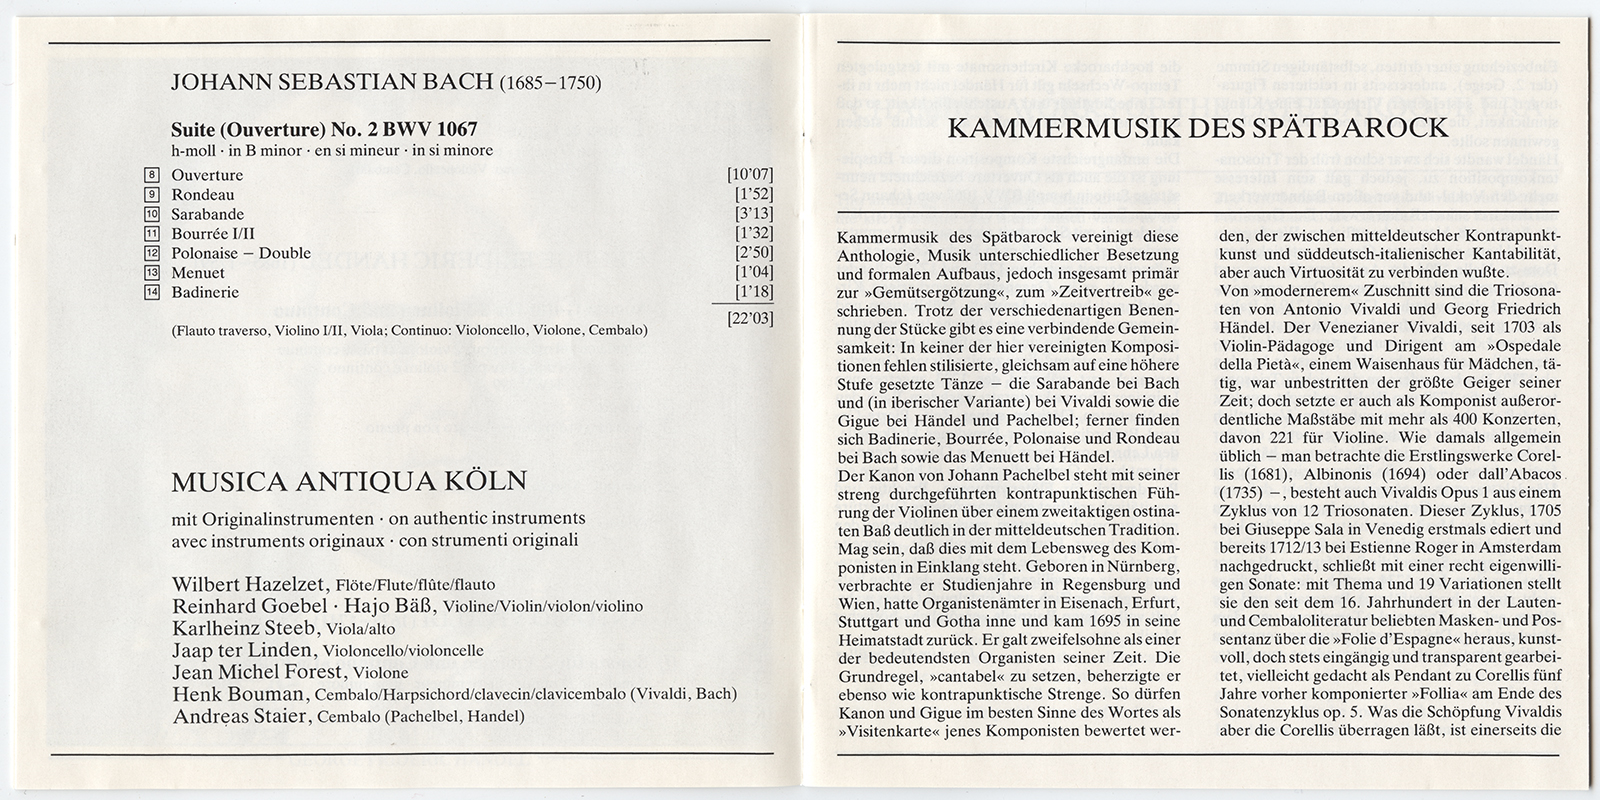 JOHANN SEBASTIAN BACH (1685–1750)
Suite (Ouverture) No. 2 BWV 1067
h-moll · in B minor · en si mineur · in si minore
8 Ouverture [10'07]
9 Rondeau [1'52]
10 Sarabande [3'13]
11 Bourrée I/II [1'32]
12 Polonaise – Double [2'50]
13 Menuet [1'04]
14 Badinerie [1'18]
[22'03]
(Flauto traverso, Violino I/II, Viola; Continuo: Violoncello, Violone, Cembalo)
MUSICA ANTIQUA KÖLN
mit Originalinstrumenten · on authentic instruments
avec instruments originaux · con strumenti originali
Wilbert Hazelzet, Flöte/Flute/flûte/flauto
Reinhard Goebel · Hajo Bäß, Violine/Violin/violon/violino
Karlheinz Steeb, Viola/alto
Jaap ter Linden, Violoncello/violoncelle
Jean Michel Forest, Violone
Henk Bouman, Cembalo/Harpsichord/clavecin/clavicembalo (Vivaldi, Bach)
Andreas Staier, Cembalo (Pachelbel, Handel)
KAMMERMUSIK DES SPÄTBAROCK
Kammermusik des Spätbarock vereinigt diese
Anthologie, Musik unterschiedlicher Besetzung
und formalen Aufbaus, jedoch insgesamt primär
zur »Gemütsergötzung«, zum »Zeitvertreib« ge-
schrieben. Trotz der verschiedenartigen Benen-
nung der Stücke gibt es eine verbindende Gemein-
samkeit: In keiner der hier vereinigten Komposi-
tionen fehlen stilisierte, gleichsam auf eine höhere
Stufe gesetzte Tänze – die Sarabande bei Bach
und (in iberischer Variante) bei Vivaldi sowie die
Gigue bei Händel und Pachelbel; ferner finden
sich Badinerie, Bourrée, Polonaise und Rondeau
bei Bach sowie das Menuett bei Händel.
Der Kanon von Johann Pachelbel steht mit seiner
streng durchgeführten kontrapunktischen Füh-
rung der Violinen über einem zweitaktigen ostina-
ten Baß deutlich in der mitteldeutschen Tradition.
Mag sein, daß dies mit dem Lebensweg des Kom-
ponisten in Einklang steht. Geboren in Nürnberg,
verbrachte er Studienjahre in Regensburg und
Wien, hatte Organistenämter in Eisenach, Erfurt,
Stuttgart und Gotha inne und kam 1695 in seine
Heimatstadt zurück. Er galt zweifelsohne als einer
der bedeutendsten Organisten seiner Zeit. Die
Grundregel, »cantabel« zu setzen, beherzigte er
ebenso wie kontrapunktische Strenge. So dürfen
Kanon und Gigue im besten Sinne des Wortes als
»Visitenkarte« jenes Komponisten bewertet wer-
den, der zwischen mitteldeutscher Kontrapunkt-
kunst und süddeutsch-italienischer Kantabilität,
aber auch Virtuosität zu verbinden wußte.
Von »modernerem« Zuschnitt sind die Triosona-
ten von Antonio Vivaldi und Georg Friedrich
Händel. Der Venezianer Vivaldi, seit 1703 als
Violin-Pädagoge und Dirigent am »Ospedale
della Pietà«, einem Waisenhaus für Mädchen, tä-
tig, war unbestritten der größte Geiger seiner
Zeit; doch setzte er auch als Komponist außeror-
dentliche Maßstäbe mit mehr als 400 Konzerten,
davon 221 für Violine. Wie damals allgemein
üblich – man betrachte die Erstlingswerke Corel-
lis (1681), Albinonis (1694) oder dall'Abacos
(1735) –, besteht auch Vivaldis Opus 1 aus einem
Zyklus von 12 Triosonaten. Dieser Zyklus, 1705
bei Giuseppe Sala in Venedig erstmals ediert und
bereits 1712/13 bei Estienne Roger in Amsterdam
nachgedruckt, schließt mit einer recht eigenwilli-
gen Sonate: mit Thema und 19 Variationen stellt
sie den seit dem 16. Jahrhundert in der Lauten-
und Cembaloliteratur beliebten Masken- und Pos-
sentanz über die »Folie d'Espagne« heraus, kunst-
voll, doch stets eingängig und transparent gearbei-
tet, vielleicht gedacht als Pendant zu Corellis fünf
Jahre vorher komponierter »Follia« am Ende des
Sonatenzyklus op. 5. Was die Schöpfung Vivaldis
aber die Corellis überragen läßt, ist einerseits die